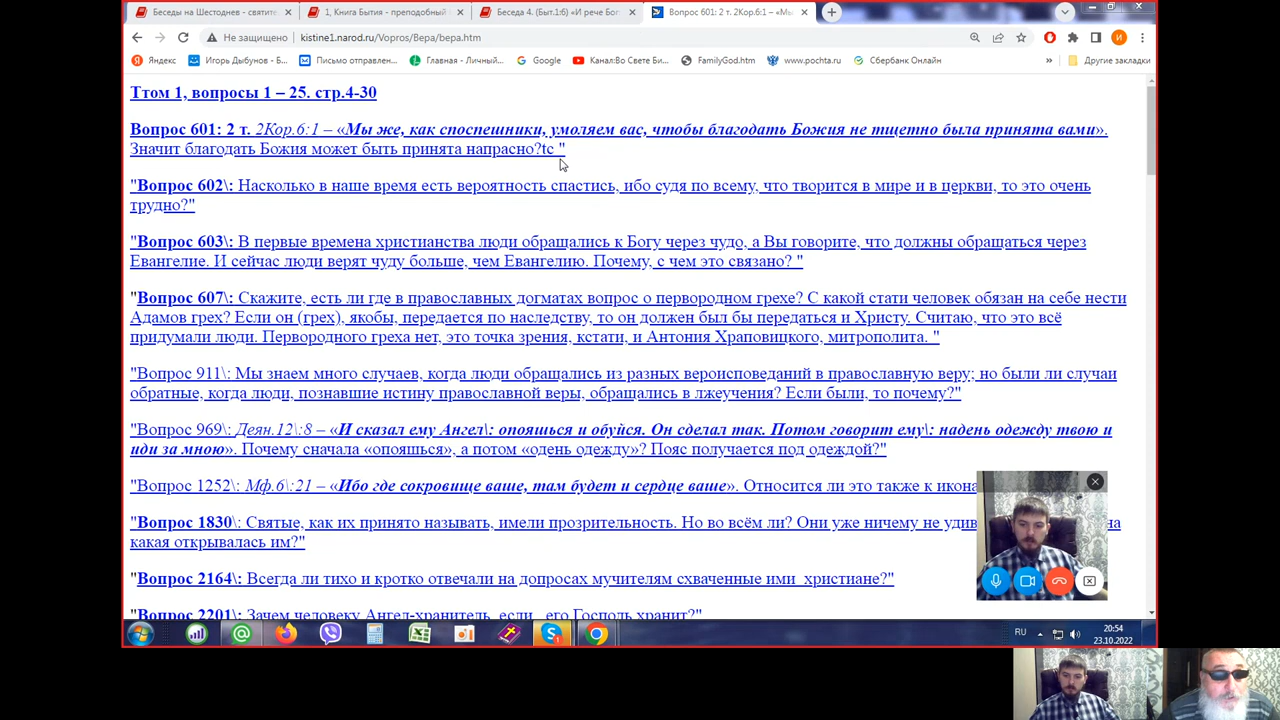 Беседы на Шестоднев - святите
1, Книга Бытия - преподобный
Беседа 4. (Быт.1:6) «И рече Бог
Вопрос 601: 2 т. 2Кор.6:1 – «Мы
Не защищено
kistine1.narod.ru/Vopros/Вера/вера.htm
Яндекс
Игорь Дыбунов - Б...
Письмо отправлен...
Главная - Личный...
Google
Канал:Во Свете Би...
FamilyGod.htm
www.pochta.ru
Сбербанк Онлайн
»
Другие закладки
Ттом 1, вопросы 1 – 25. стр.4-30
Вопрос 601: 2 т. 2Кор.6:1 – «Мы же, как споспешники, умоляем вас, чтобы благодать Божия не тщетно была принята вами».
Значит благодать Божия может быть принята напрасно?tc "
"Вопрос 602\: Насколько в наше время есть вероятность спастись, ибо судя по всему, что творится в мире и в церкви, то это очень
трудно?"
"Вопрос 603\: В первые времена христианства люди обращались к Богу через чудо, а Вы говорите, что должны обращаться через
Евангелие. И сейчас люди верят чуду больше, чем Евангелию. Почему, с чем это связано? "
"Вопрос 607\: Скажите, есть ли где в православных догматах вопрос о первородном грехе? С какой стати человек обязан на себе нести
Адамов грех? Если он (грех), якобы, передается по наследству, то он должен был бы передаться и Христу. Считаю, что это всё
придумали люди. Первородного греха нет, это точка зрения, кстати, и Антония Храповицкого, митрополита. "
"Вопрос 911\: Мы знаем много случаев, когда люди обращались из разных вероисповеданий в православную веру; но были ли случаи
обратные, когда люди, познавшие истину православной веры, обращались в лжеучения? Если были, то почему?"
"Вопрос 969\: Деян.12\:8 – «И сказал ему Ангел\: опояшься и обуйся. Он сделал так. Потом говорит ему\: надень одежду твою и
иди за мною». Почему сначала «опояшься», а потом «одень одежду»? Пояс получается под одеждой?"
"Вопрос 1252\: Мф.6\:21 – «Ибо где сокровище ваше, там будет и сердце ваше». Относится ли это также к икона
"Вопрос 1830\: Святые, как их принято называть, имели прозрительность. Но во всём ли? Они уже ничему не удив на
какая открывалась им?"
"Вопрос 2164\: Всегда ли тихо и кротко отвечали на допросах мучителям схваченные ими христиане?"
"Вопрос 2201\: Зачем человеку Ангел-хранитель, если его Господь хранит?"
RU
20:54
23.10.2022